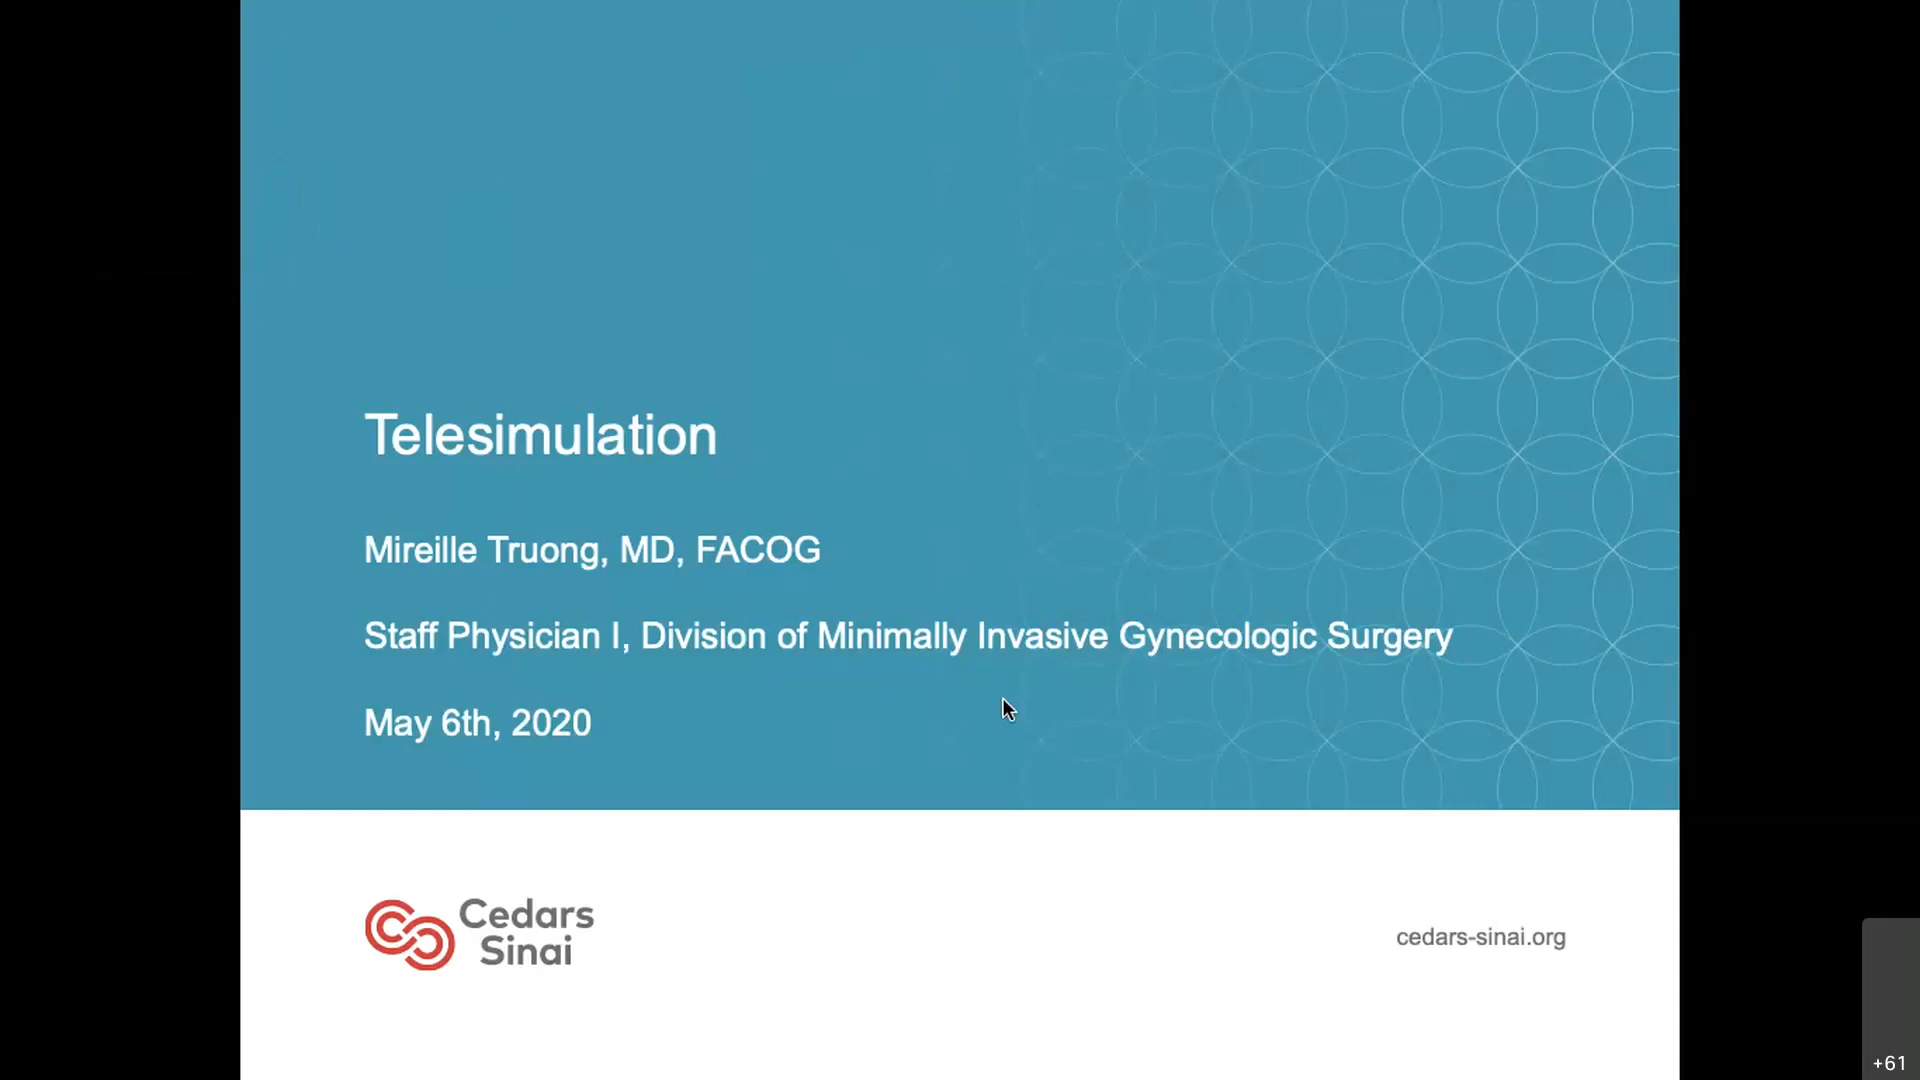 Telesimulation
Mireille Truong, MD, FACOG
Staff Physician I, Division of Minimally Invasive Gynecologic Surgery
May 6th, 2020
Cedars
Sinai
cedars-sinai.org
+61